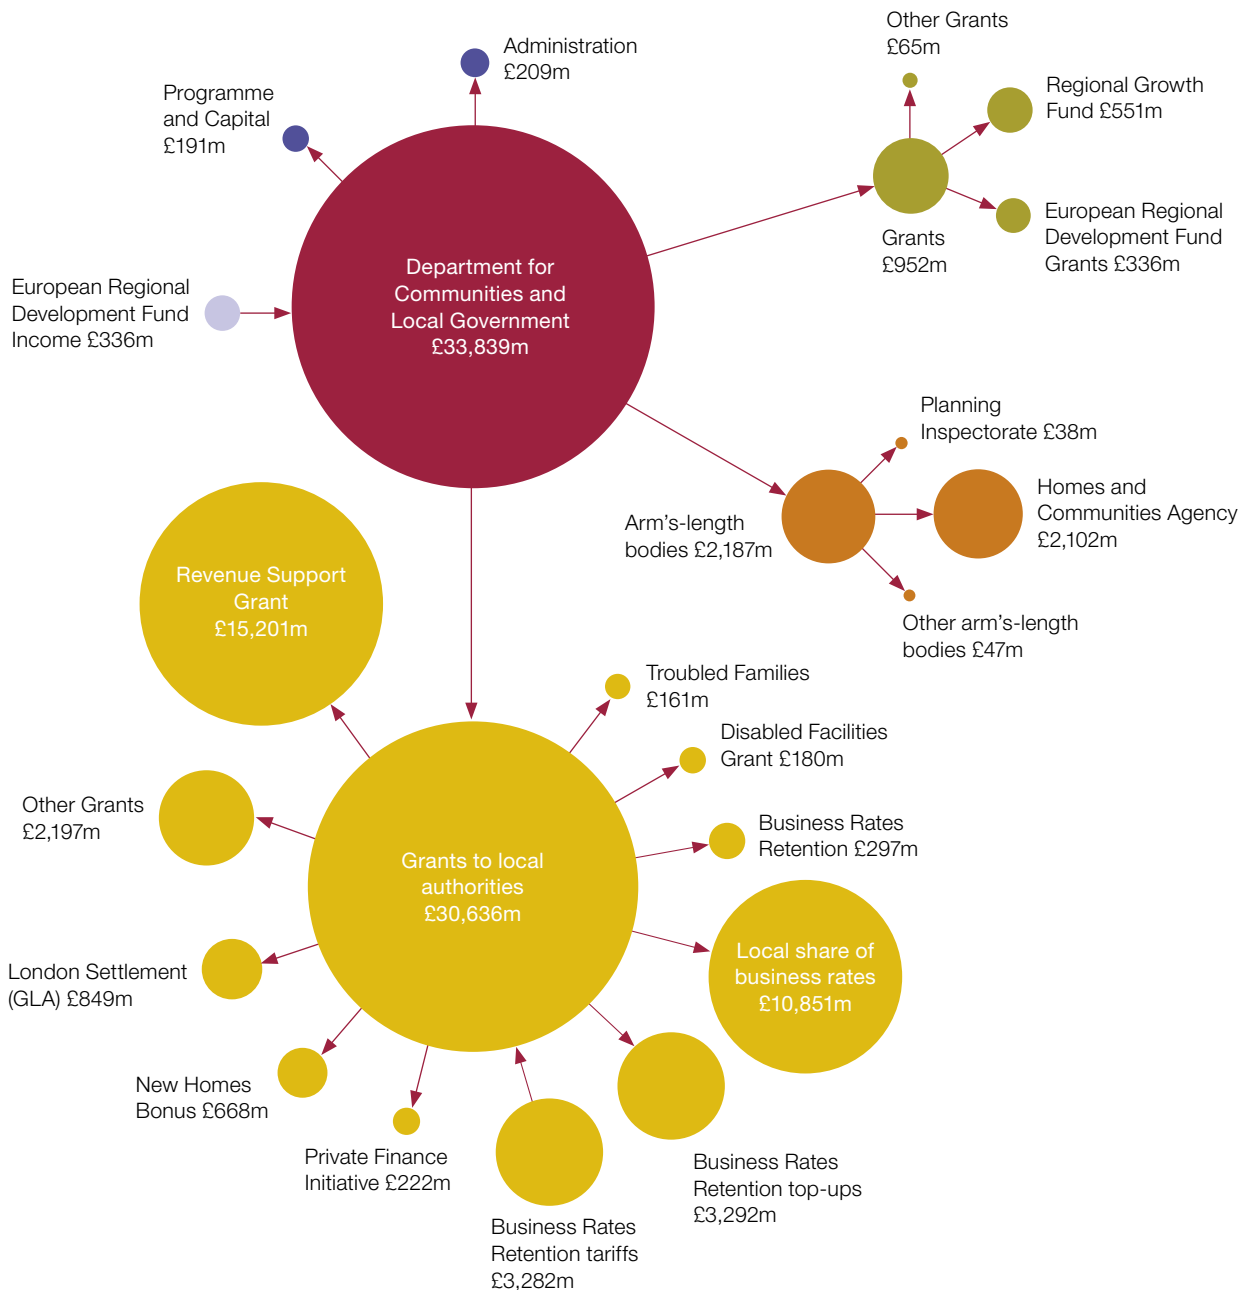 Other Grants
£65m
Administration
£209m
Regional Growth
Fund £551m
Programme
and Capital
£191m
European Regional
Development Fund
Grants £336m
Grants
£952m
Department for
Communities and
Local Government
£33,839m
European Regional
Development Fund
Income £336m
Planning
Inspectorate £38m
Homes and
Communities Agency
£2,102m
Arm's-length
bodies £2,187m
Other arm's-length
bodies £47m
Revenue Support
Grant
£15,201m
Troubled Families
£161m
Disabled Facilities
Grant £180m
Other Grants
£2,197m
Business Rates
Retention £297m
Grants to local
authorities
£30,636m
Local share of
business rates
£10,851m
London Settlement
(GLA) £849m
New Homes
Bonus £668m
Private Finance
Initiative £222m
Business Rates
Retention top-ups
£3,292m
Business Rates
Retention tariffs
£3,282m